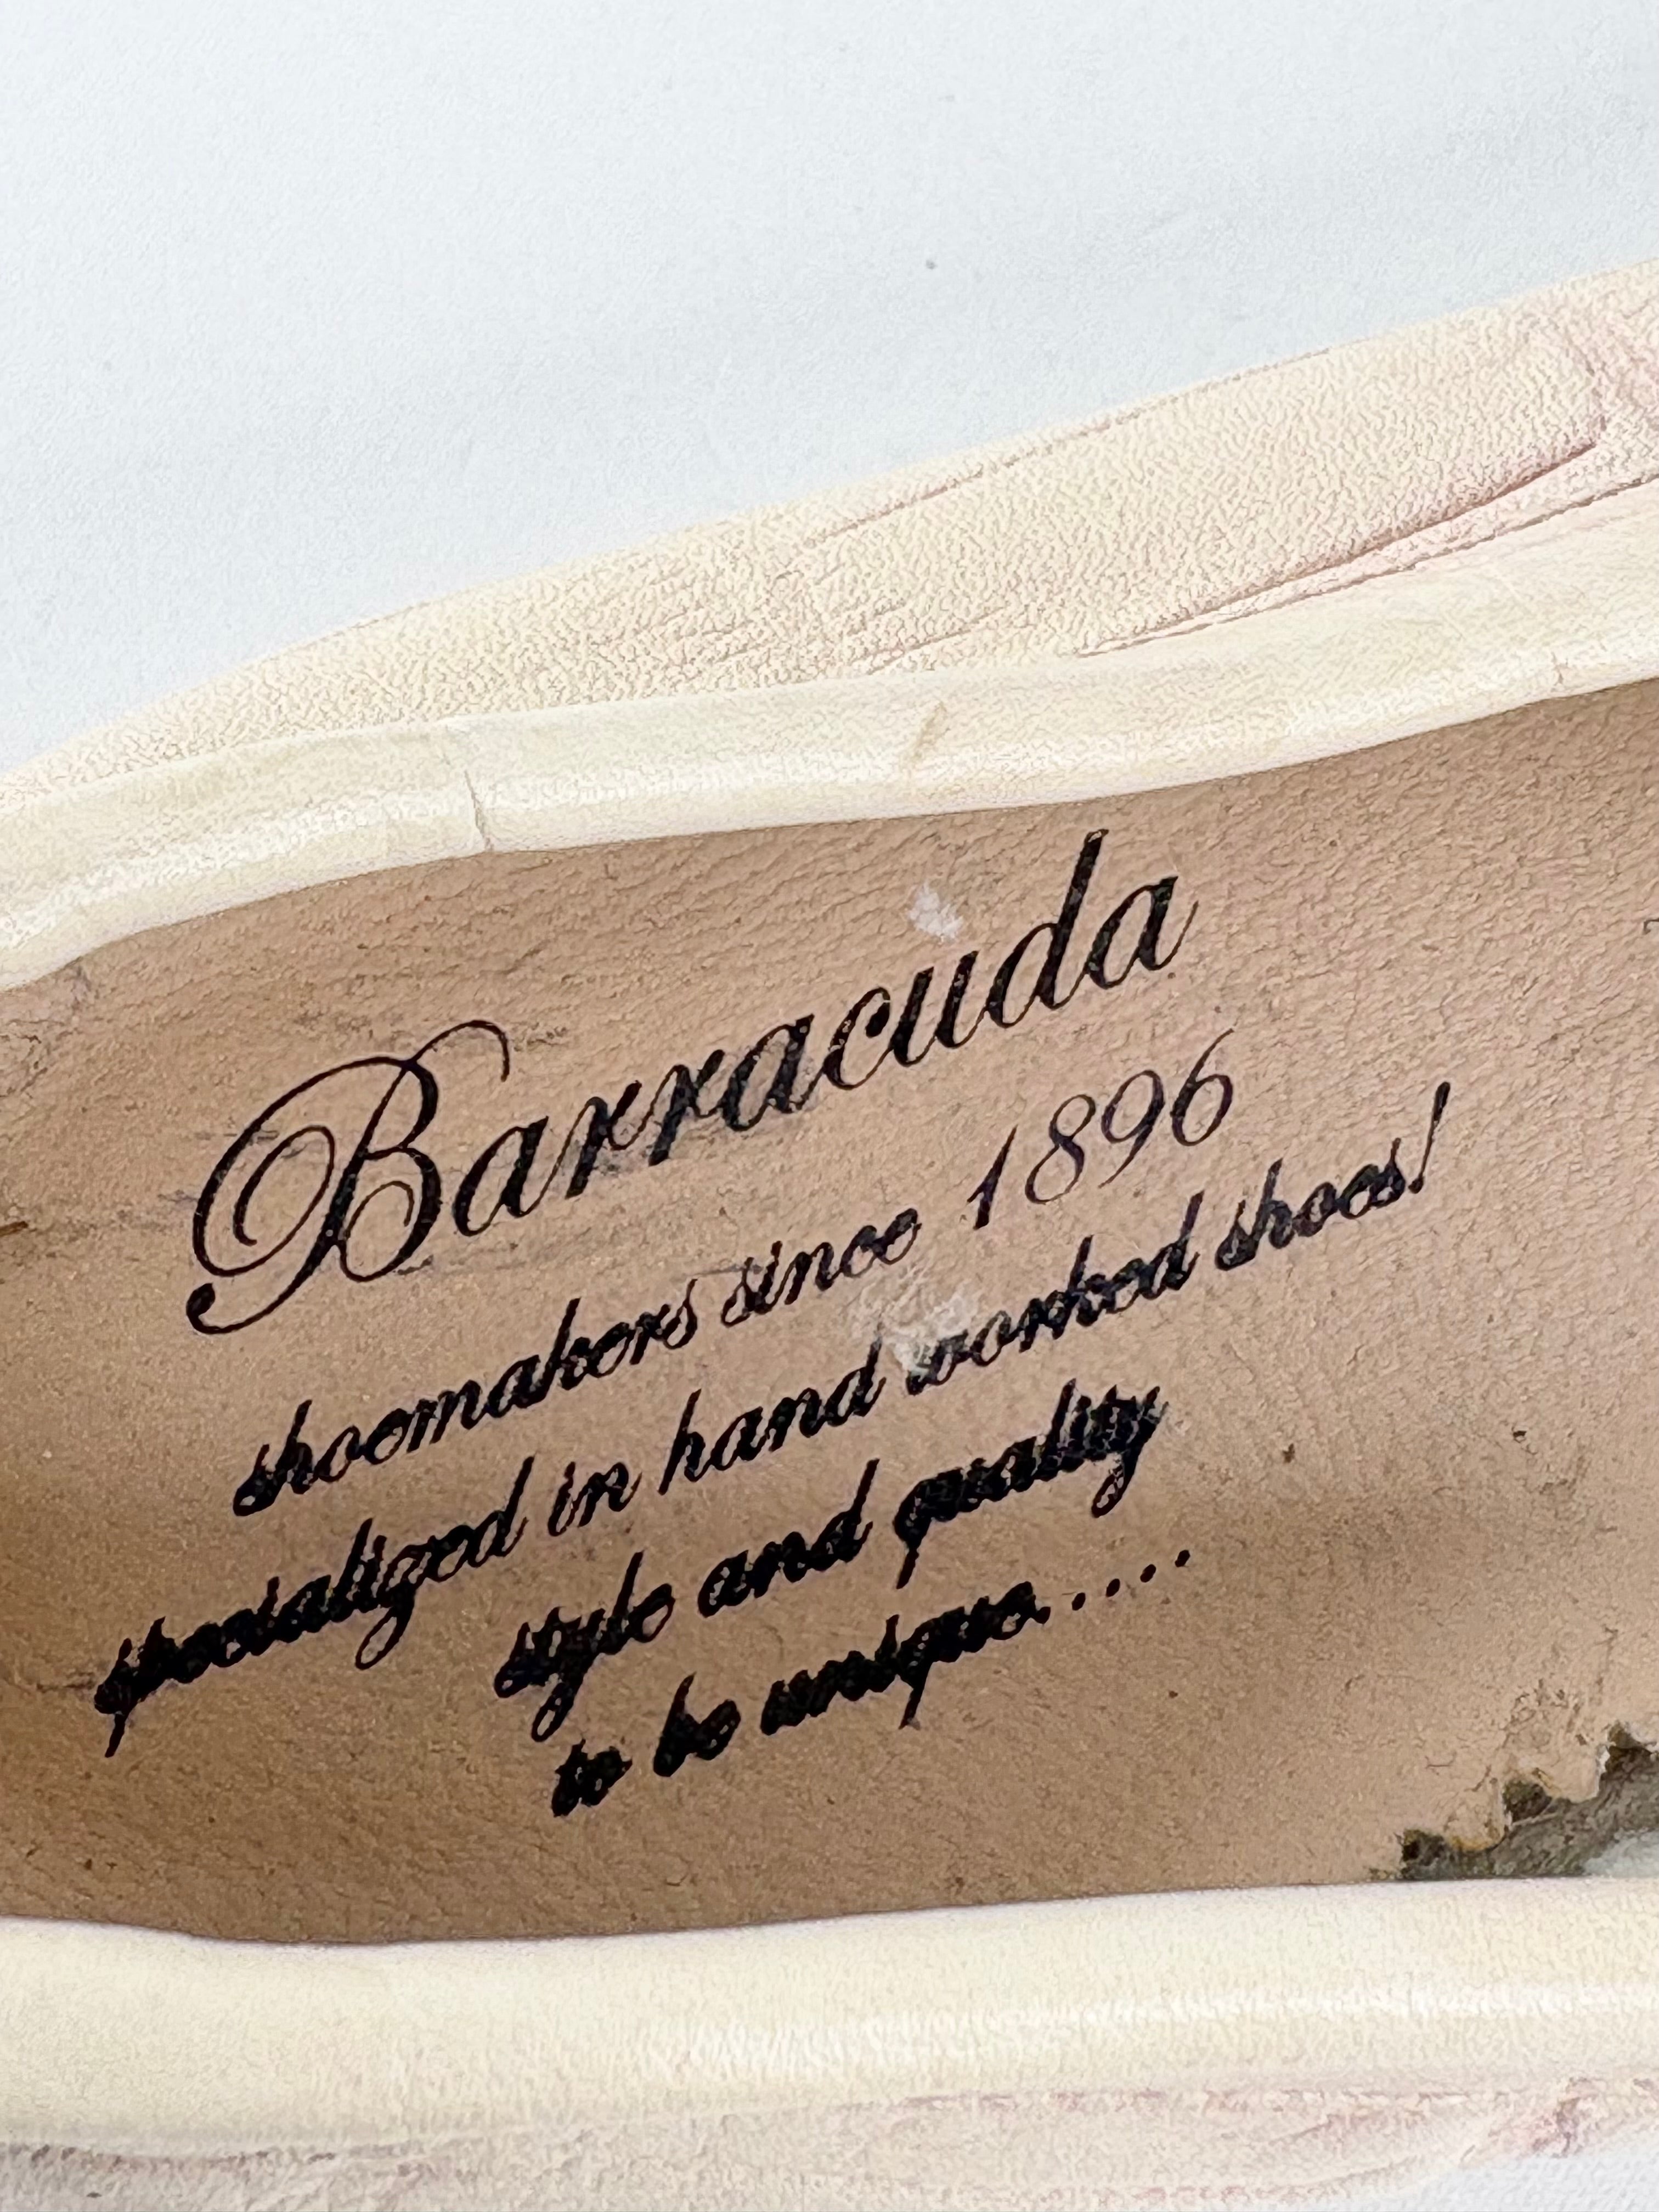 Barracuda
shoemakers since 1896
specialized in hand worked shoes!
style and quality
to be unique.....